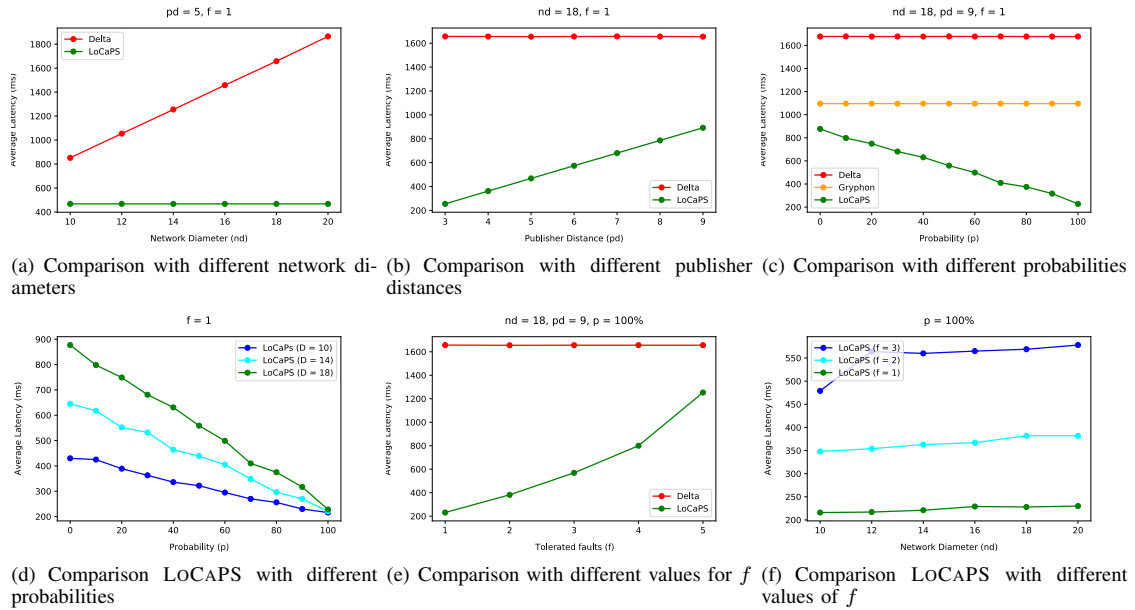 pd = 5, f = 1
Average Latency (ms)
1800
1600
1400
1200
1000
800
600
400
Delta
LoCaPS
10 12 14 16 18 20
Network Diameter (nd)
(a) Comparison with different network di-
ameters
nd = 18, f = 1
Average Latency (ms)
1600
1400
1200
1000
800
600
400
200
Delta
LoCaPS
3 4 5 6 7 8 9
Publisher Distance (pd)
(b) Comparison with different publisher
distances
nd = 18, pd = 9, f = 1
Average Latency (ms)
1600
1400
1200
1000
800
600
400
200
Delta
Gryphon
LoCaPS
0 20 40 60 80 100
Probability (p)
(c) Comparison with different probabilities
f = 1
Average Latency (ms)
900
800
700
600
500
400
300
200
LoCaPs (D = 10)
LoCaPS (D = 14)
LoCaPS (D = 18)
0 20 40 60 80 100
Probability (p)
(d) Comparison LOCAPS with different
probabilities
nd = 18, pd = 9, p = 100%
Average Latency (ms)
1600
1400
1200
1000
800
600
400
200
Delta
LoCaPS
1 2 3 4 5
Tolerated faults (f)
(e) Comparison with different values for f
p = 100%
Average Latency (ms)
550
500
450
400
350
300
250
200
LoCaPS (f = 3)
LoCaPS (f = 2)
LoCaPS (f = 1)
10 12 14 16 18 20
Network Diameter (nd)
(f) Comparison LOCAPS with different
values of f